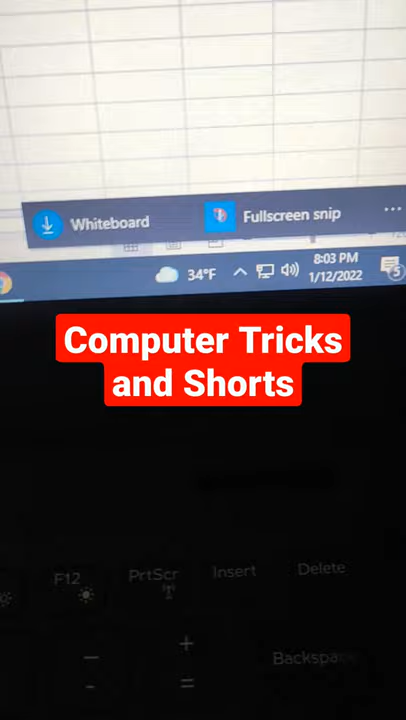 Whiteboard
Fullscreen snip
...
34°F
8:03 PM
1/12/2022
5
Computer Tricks
and Shorts
F12
PrtScr
Insert
Delete
+
=
—
-
Backspace